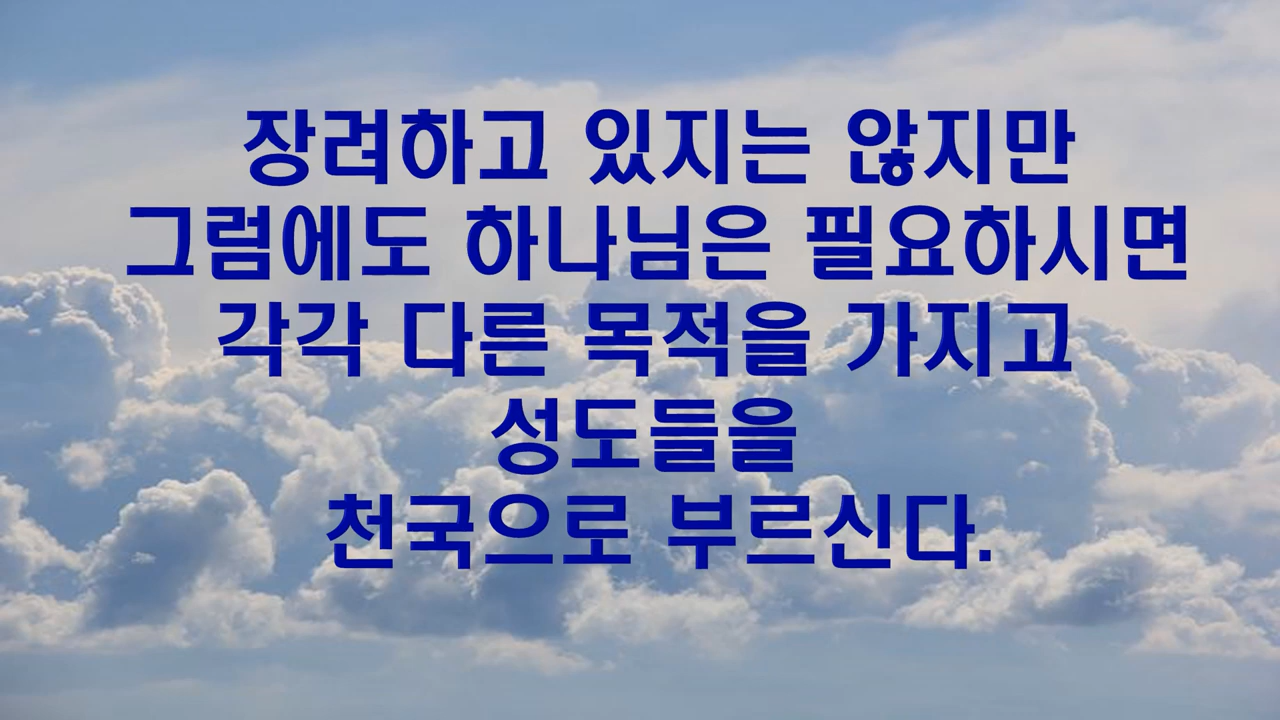 장려하고 있지는 않지만
그럼에도 하나님은 필요하시면
각각 다른 목적을 가지고
성도들을
천국으로 부르신다.